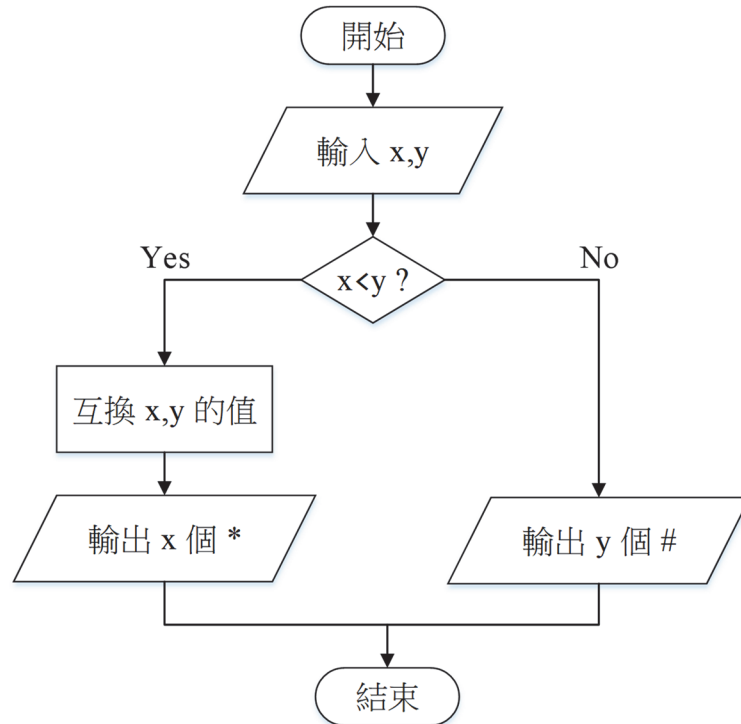 開始
輸入 x,y
x<y ?
Yes
No
互換 x,y 的值
輸出 x 個 *
輸出 y 個 #
結束